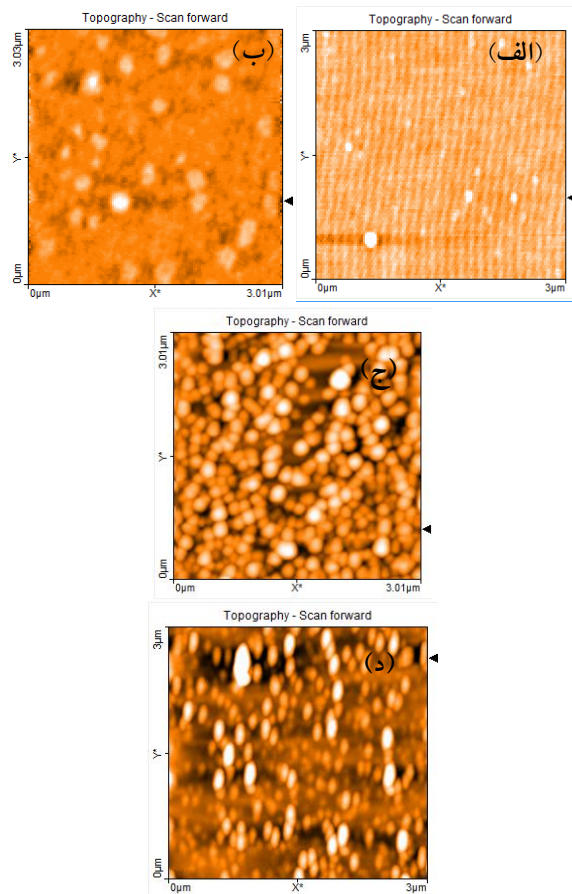 Topography - Scan forward
3.03µm
Y*
0µm
(ب)
0µm
X*
3.01µm
Topography - Scan forward
3µm
Y*
0µm
(الف)
0µm
X*
3µm
Topography - Scan forward
3.01µm
Y*
0µm
(ج)
0µm
X*
3.01µm
Topography - Scan forward
3µm
Y*
0µm
(د)
0µm
X*
3µm